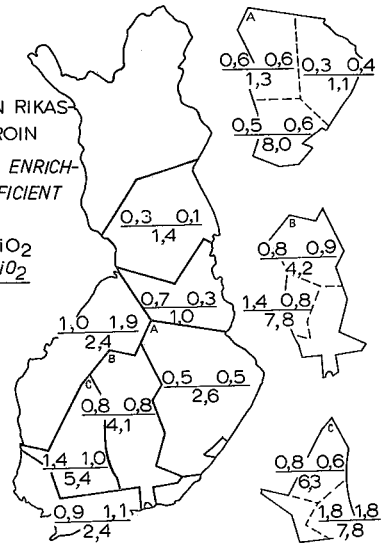 N RIKAS-
ROIN
ENRICH-
FFICIENT
iO2
iO2
0,3 0,1
1,4
0,7 0,3
1,0
1,0 1,9
2,4
A
B
C
0,5 0,5
2,6
0,8 0,8
4,1
1,4 1,0
5,4
0,9 1,1
2,4
A
0,6 0,6
1,3
0,3 0,4
1,1
0,5 0,6
8,0
B
0,8 0,9
4,2
1,4 0,8
7,8
C
0,8 0,6
6,3
1,8 1,8
7,8